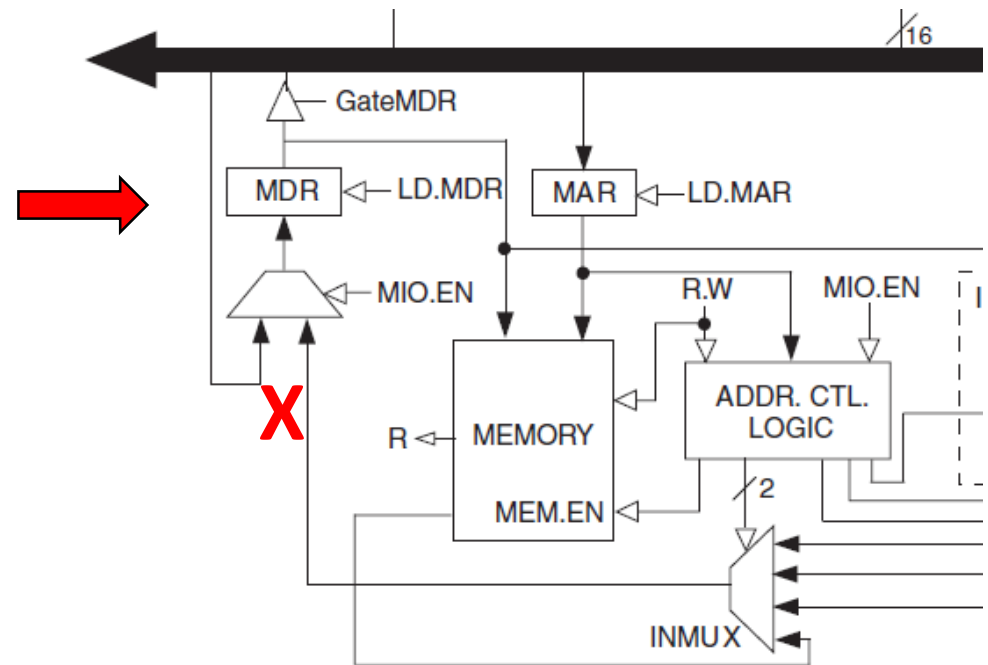 16
GateMDR
MDR
LD.MDR
MAR
LD.MAR
MIO.EN
R.W
MIO.EN
I
X
R
MEMORY
ADDR. CTL.
LOGIC
MEM.EN
2
INMUX